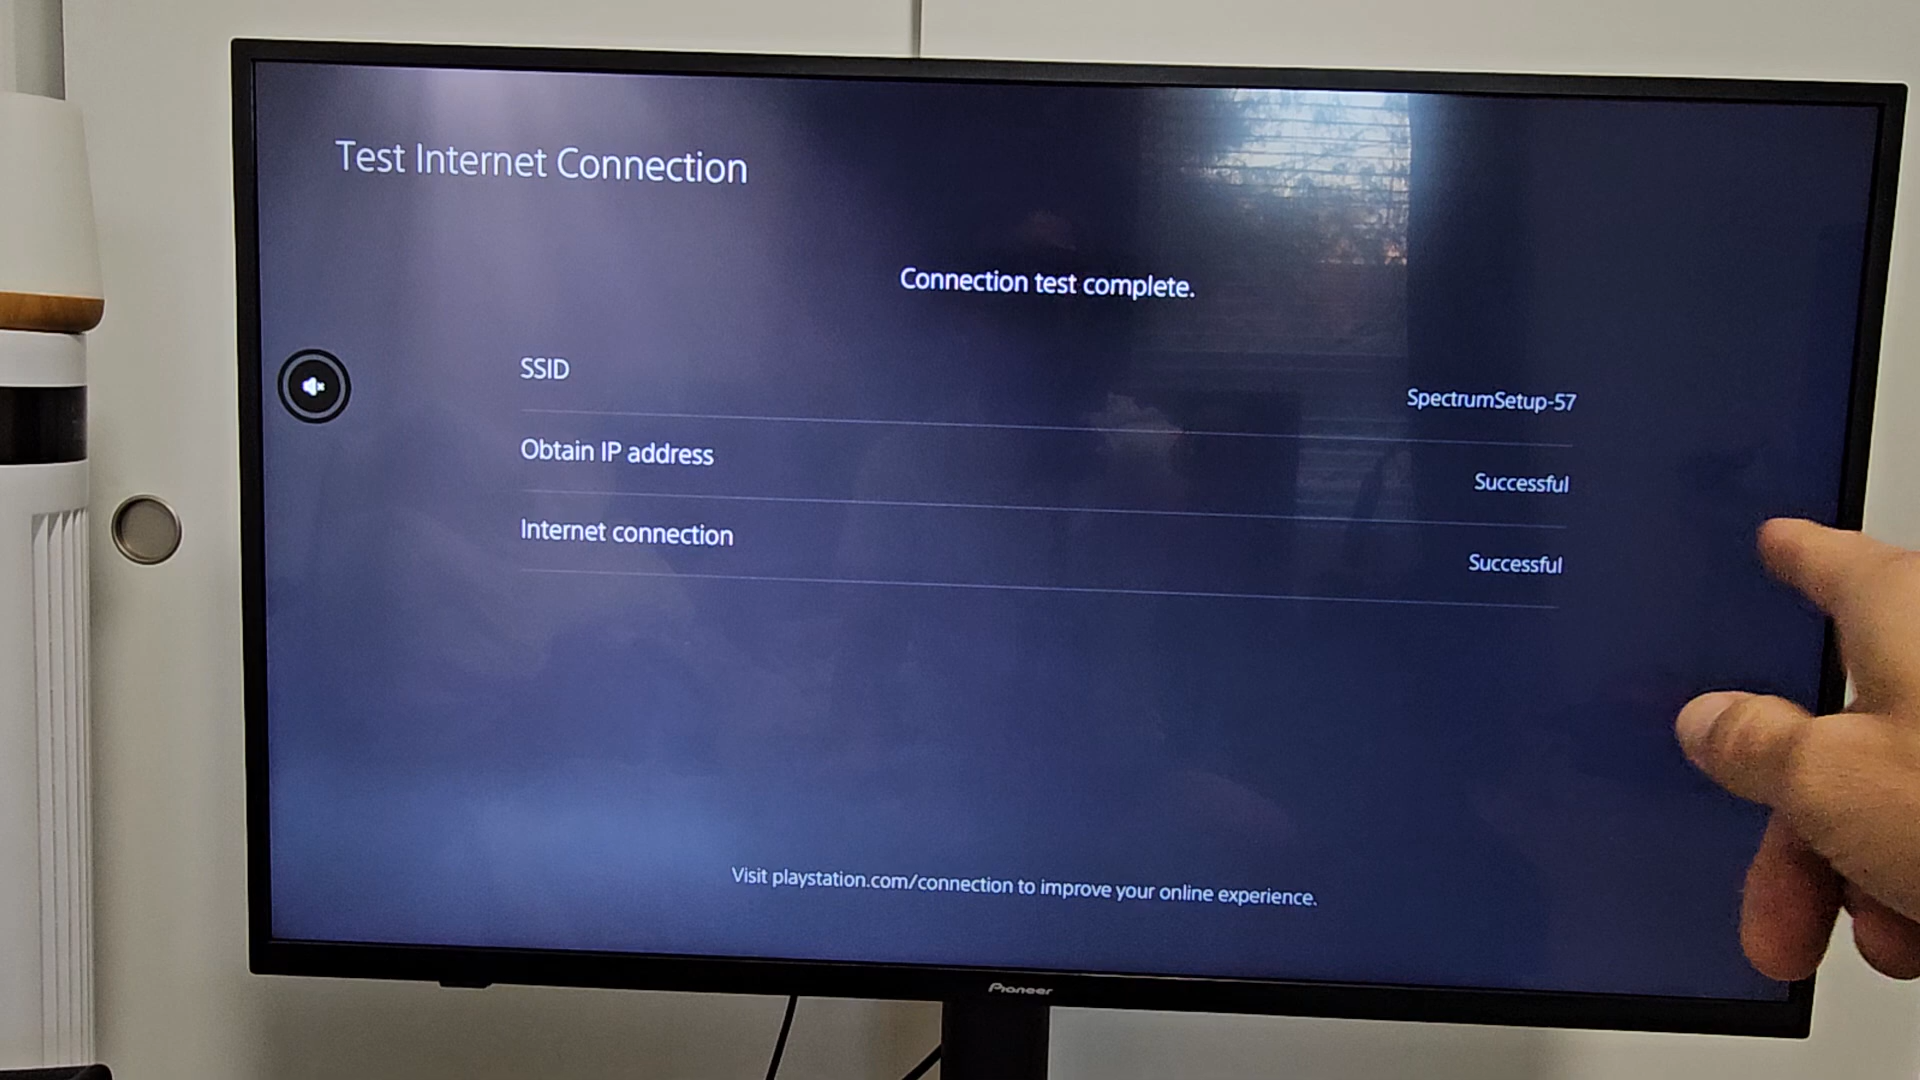 Test Internet Connection
Connection test complete.
SSID
SpectrumSetup-57
Obtain IP address
Successful
Internet connection
Successful
Visit playstation.com/connection to improve your online experience.
Pioneer